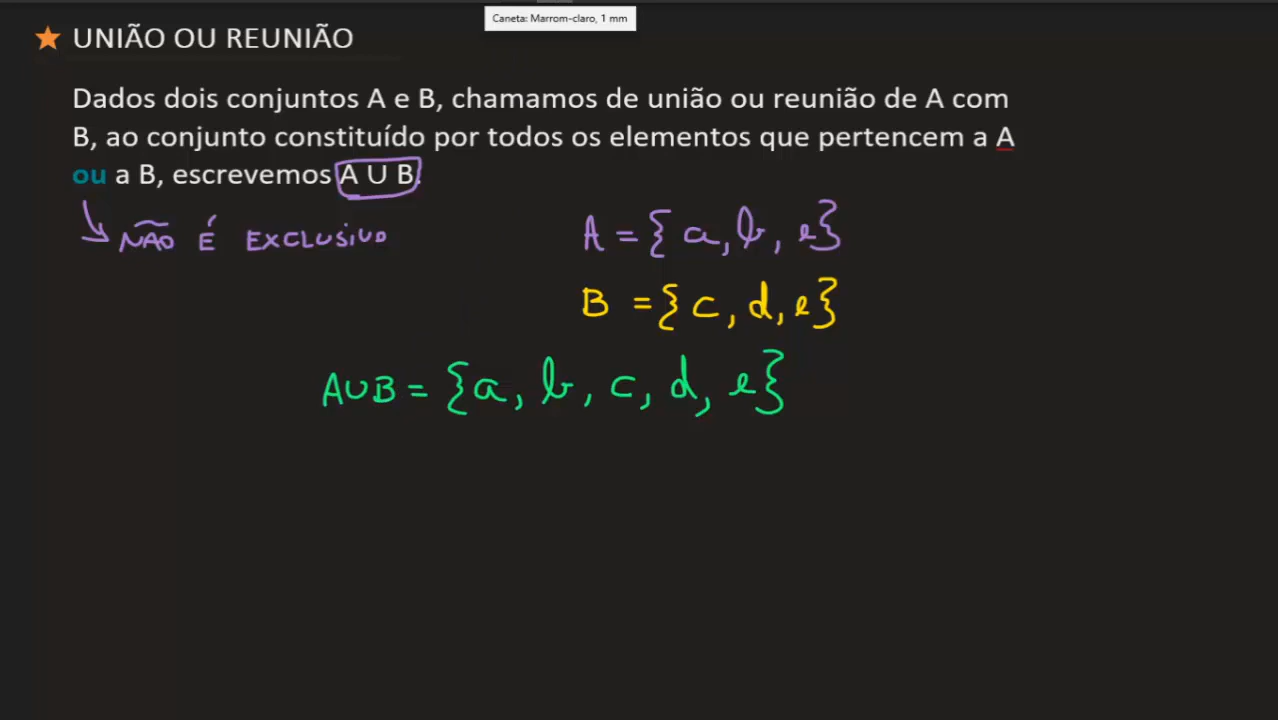 Caneta: Marrom-claro, 1 mm
UNIÃO OU REUNIÃO
Dados dois conjuntos A e B, chamamos de união ou reunião de A com
B, ao conjunto constituído por todos os elementos que pertencem a A
ou a B, escrevemos A U B.
NÃO É EXCLUSIVO
A = {a, b, e}
B = {c, d, e}
A∪B = {a, b, c, d, e}